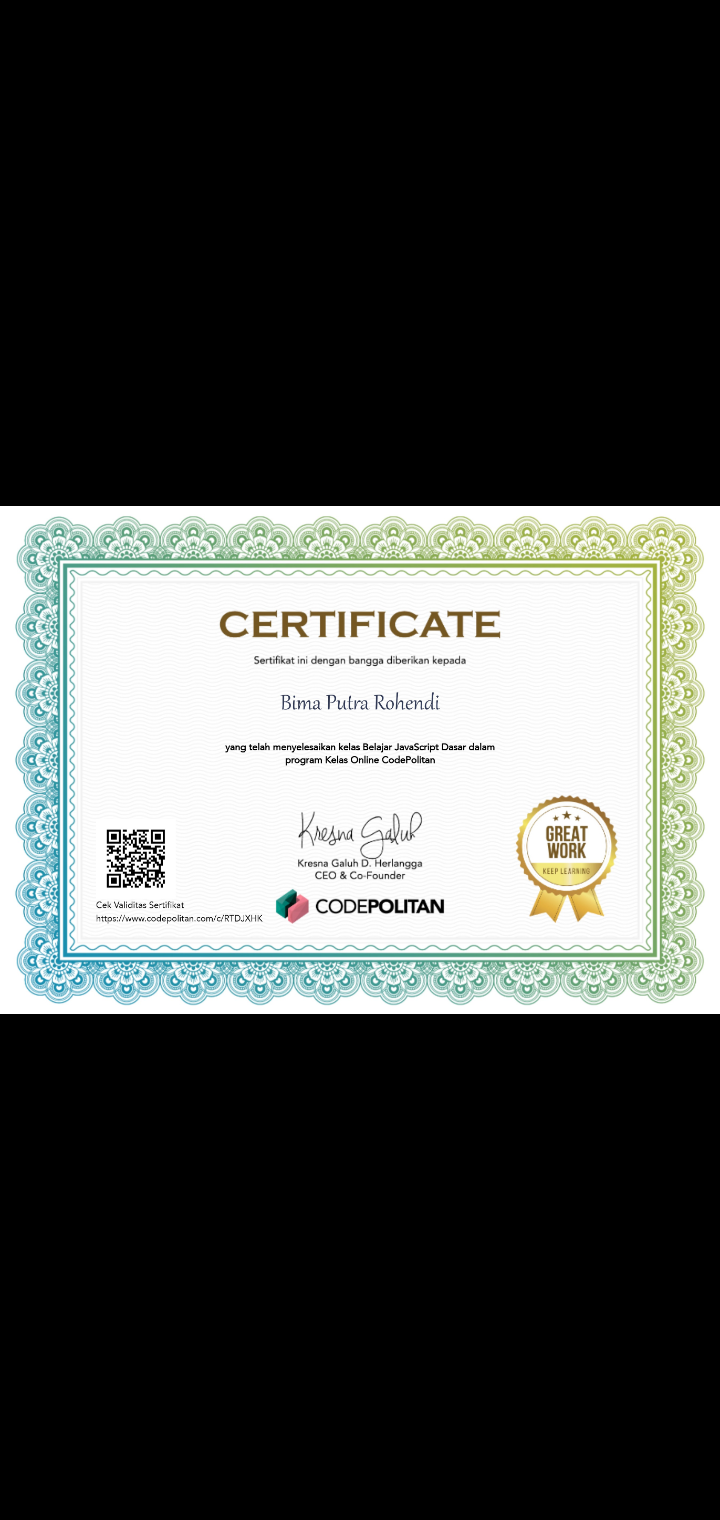 CERTIFICATE
Sertifikat ini dengan bangga diberikan kepada
Bima Putra Rohendi
yang telah menyelesaikan kelas Belajar JavaScript Dasar dalam
program Kelas Online CodePolitan
Kresna Galuh
Kresna Galuh D. Herlangga
CEO & Co-Founder
CODEPOLITAN
Cek Validitas Sertifikat
https://www.codepolitan.com/c/RTDJXHK
GREAT
WORK
KEEP LEARNING